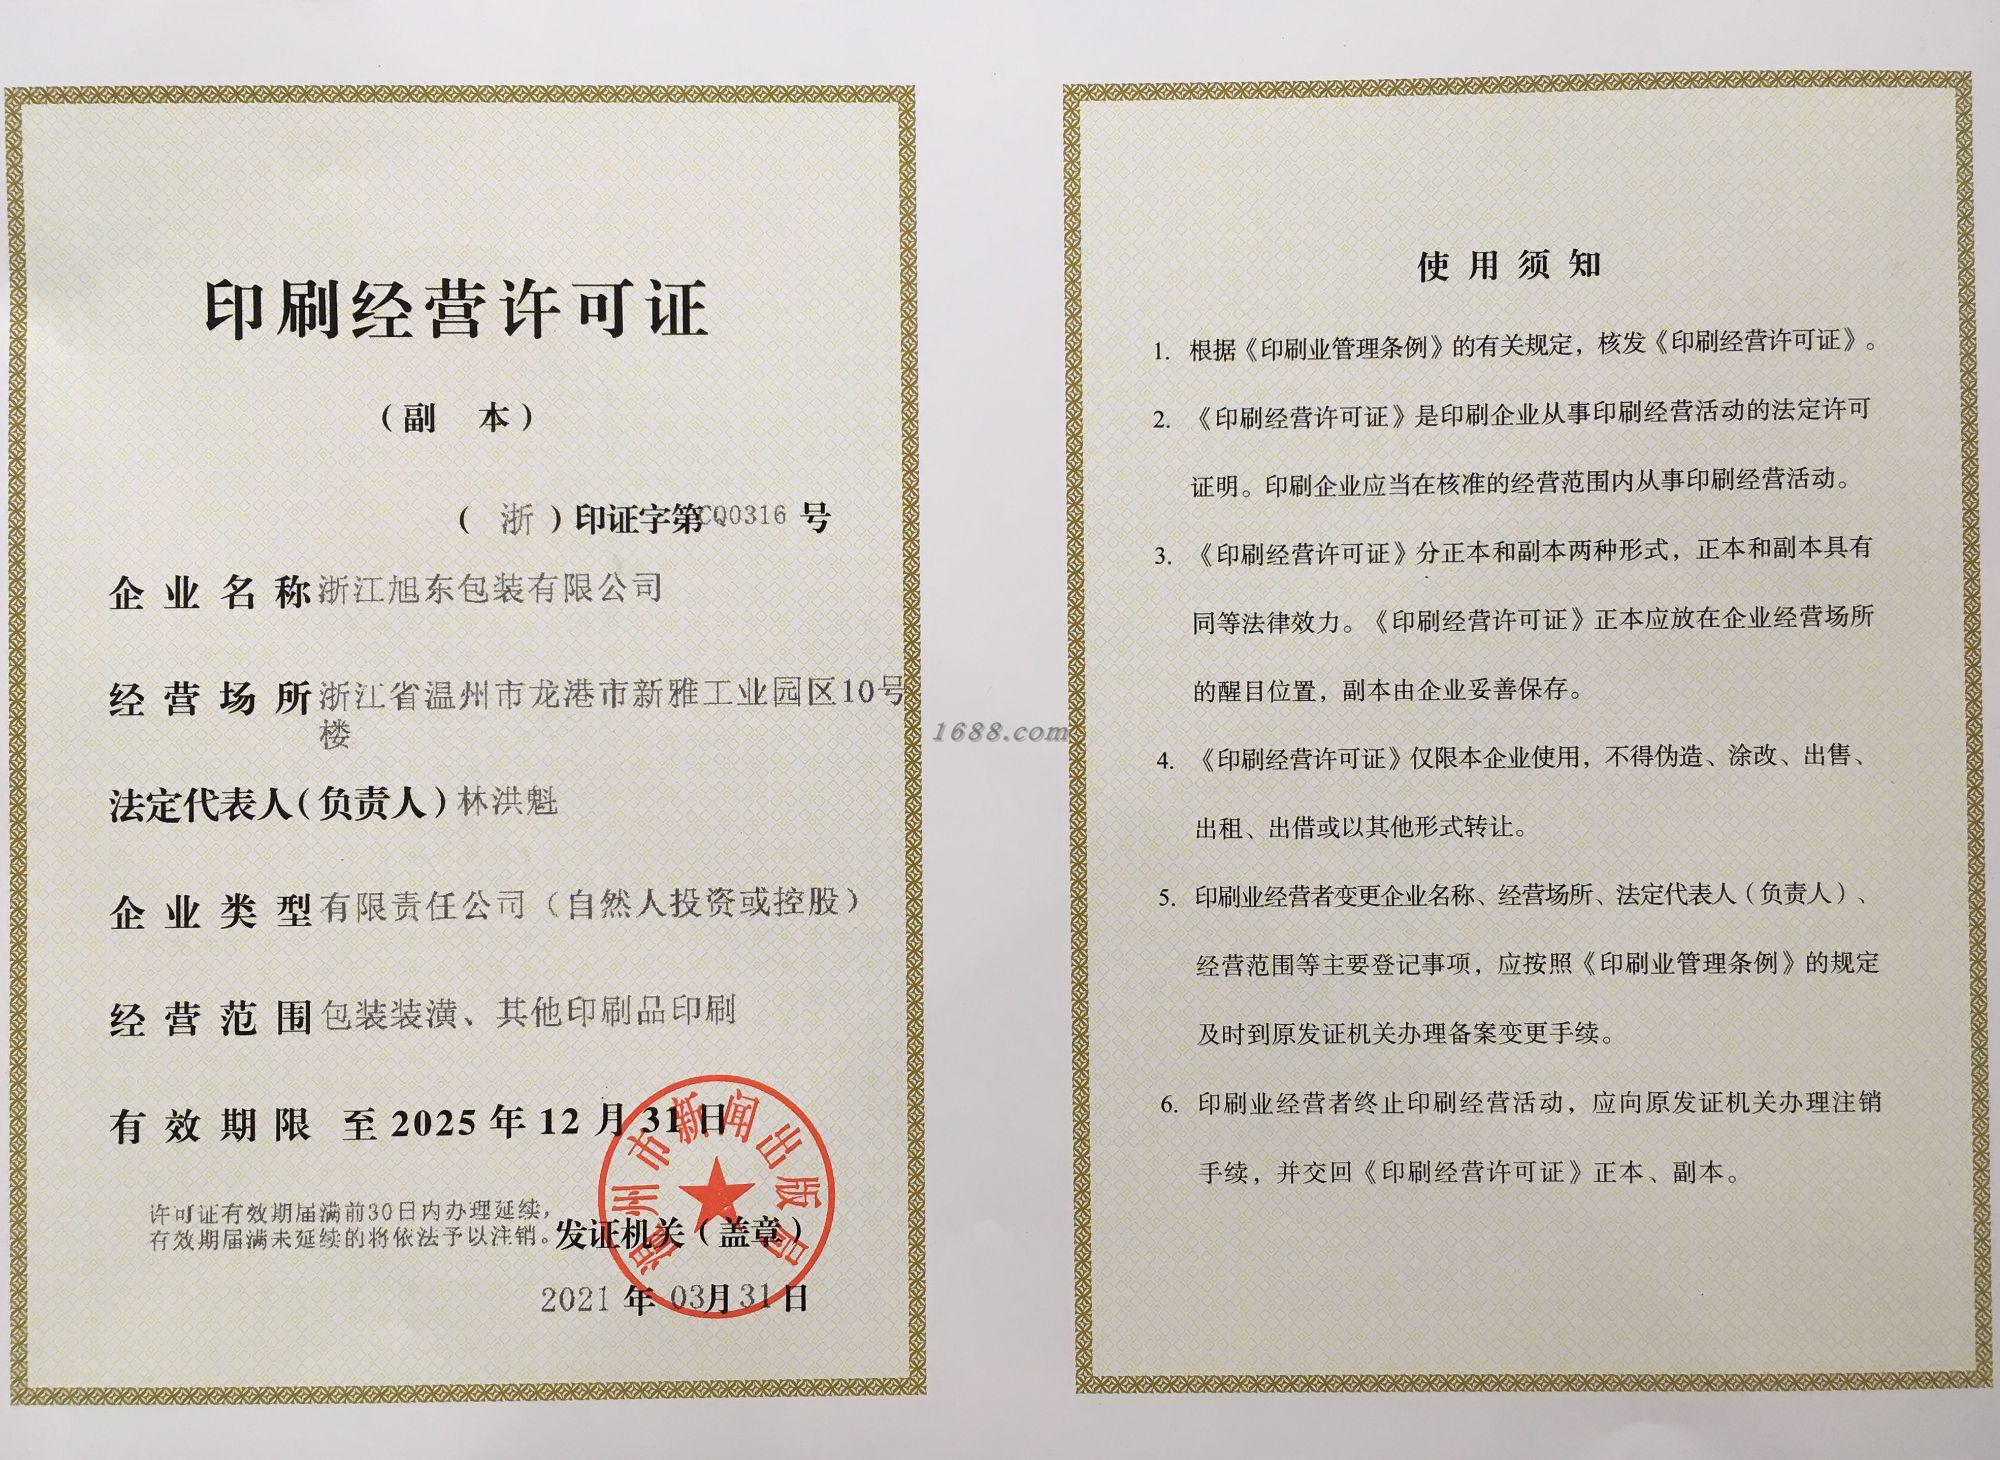 印刷经营许可证
（副 本）
（ 浙 ）印证字第CQ0316 号
企业名称 浙江旭东包装有限公司
经营场所 浙江省温州市龙港市新雅工业园区10号
楼
法定代表人（负责人）林洪魁
企业类型 有限责任公司（自然人投资或控股）
经营范围 包装装潢、其他印刷品印刷
有效期限 至2025年12月31日
许可证有效期届满前30日内办理延续，
有效期届满未延续的将依法予以注销。
发证机关（盖章）
温州市新闻出版局
2021 年 03月31日
1688.com
使用须知
1. 根据《印刷业管理条例》的有关规定，核发《印刷经营许可证》。
2. 《印刷经营许可证》是印刷企业从事印刷经营活动的法定许可
证明。印刷企业应当在核准的经营范围内从事印刷经营活动。
3. 《印刷经营许可证》分正本和副本两种形式，正本和副本具有
同等法律效力。《印刷经营许可证》正本应放在企业经营场所
的醒目位置，副本由企业妥善保存。
4. 《印刷经营许可证》仅限本企业使用，不得伪造、涂改、出售、
出租、出借或以其他形式转让。
5. 印刷业经营者变更企业名称、经营场所、法定代表人（负责人）、
经营范围等主要登记事项，应按照《印刷业管理条例》的规定
及时到原发证机关办理备案变更手续。
6. 印刷业经营者终止印刷经营活动，应向原发证机关办理注销
手续，并交回《印刷经营许可证》正本、副本。